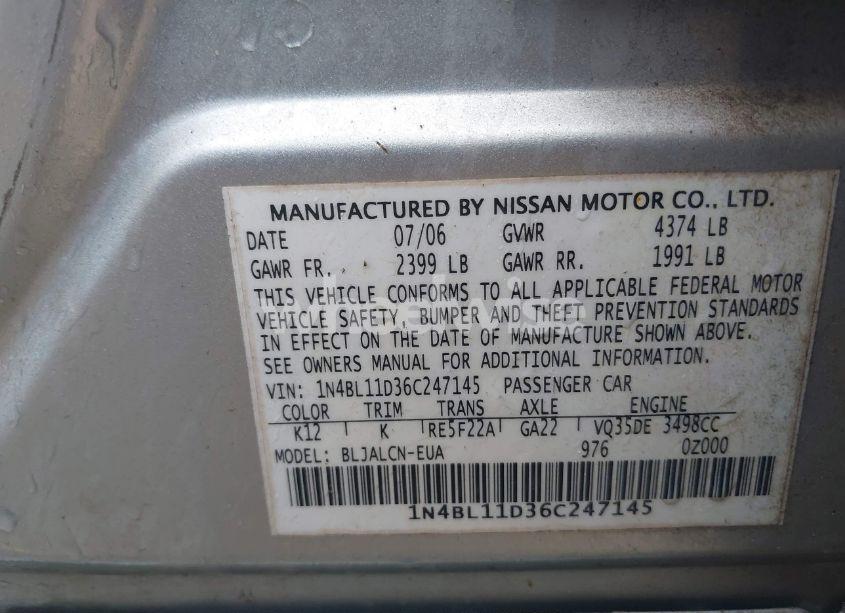 MANUFACTURED BY NISSAN MOTOR CO., LTD.
DATE 07/06 GVWR 4374 LB
GAWR FR. 2399 LB GAWR RR. 1991 LB
THIS VEHICLE CONFORMS TO ALL APPLICABLE FEDERAL MOTOR
VEHICLE SAFETY, BUMPER AND THEFT PREVENTION STANDARDS
IN EFFECT ON THE DATE OF MANUFACTURE SHOWN ABOVE.
SEE OWNERS MANUAL FOR ADDITIONAL INFORMATION.
VIN: 1N4BL11D36C247145 PASSENGER CAR
COLOR TRIM TRANS AXLE ENGINE
K12 K RE5F22A GA22 VQ35DE 3498CC
MODEL: BLJALCN-EUA 976 0Z000
1N4BL11D36C247145